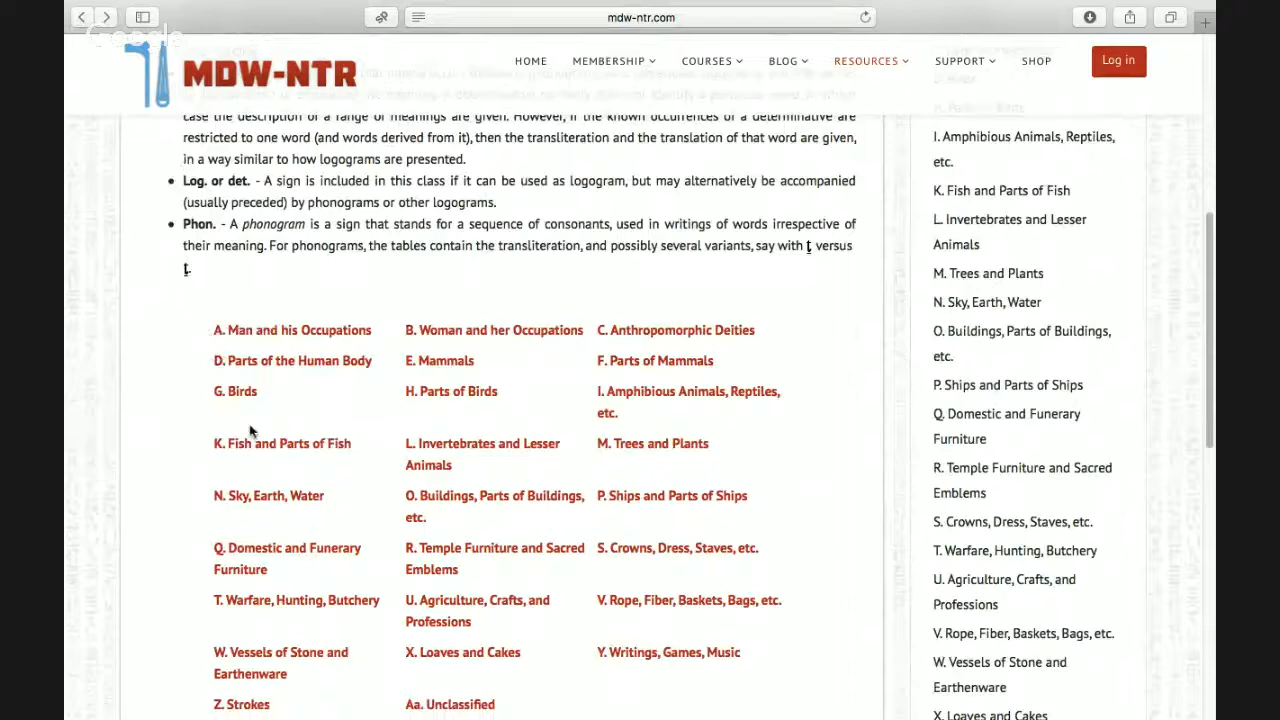 mdw-ntr.com
Google
MDW-NTR
HOME MEMBERSHIP COURSES BLOG RESOURCES SUPPORT SHOP Log in
case the description or a range of meanings are given. However, if the known occurrences of a determinative are
restricted to one word (and words derived from it), then the transliteration and the translation of that word are given,
in a way similar to how logograms are presented.
Log. or det. - A sign is included in this class if it can be used as logogram, but may alternatively be accompanied
(usually preceded) by phonograms or other logograms.
Phon. - A phonogram is a sign that stands for a sequence of consonants, used in writings of words irrespective of
their meaning. For phonograms, the tables contain the transliteration, and possibly several variants, say with ṯ versus
ṯ.
A. Man and his Occupations B. Woman and her Occupations C. Anthropomorphic Deities
D. Parts of the Human Body E. Mammals F. Parts of Mammals
G. Birds H. Parts of Birds I. Amphibious Animals, Reptiles,
etc.
K. Fish and Parts of Fish L. Invertebrates and Lesser M. Trees and Plants
Animals
N. Sky, Earth, Water O. Buildings, Parts of Buildings, P. Ships and Parts of Ships
etc.
Q. Domestic and Funerary R. Temple Furniture and Sacred S. Crowns, Dress, Staves, etc.
Furniture Emblems
T. Warfare, Hunting, Butchery U. Agriculture, Crafts, and V. Rope, Fiber, Baskets, Bags, etc.
Professions
W. Vessels of Stone and X. Loaves and Cakes Y. Writings, Games, Music
Earthenware
Z. Strokes Aa. Unclassified
I. Amphibious Animals, Reptiles,
etc.
K. Fish and Parts of Fish
L. Invertebrates and Lesser
Animals
M. Trees and Plants
N. Sky, Earth, Water
O. Buildings, Parts of Buildings,
etc.
P. Ships and Parts of Ships
Q. Domestic and Funerary
Furniture
R. Temple Furniture and Sacred
Emblems
S. Crowns, Dress, Staves, etc.
T. Warfare, Hunting, Butchery
U. Agriculture, Crafts, and
Professions
V. Rope, Fiber, Baskets, Bags, etc.
W. Vessels of Stone and
Earthenware
X. Loaves and Cakes